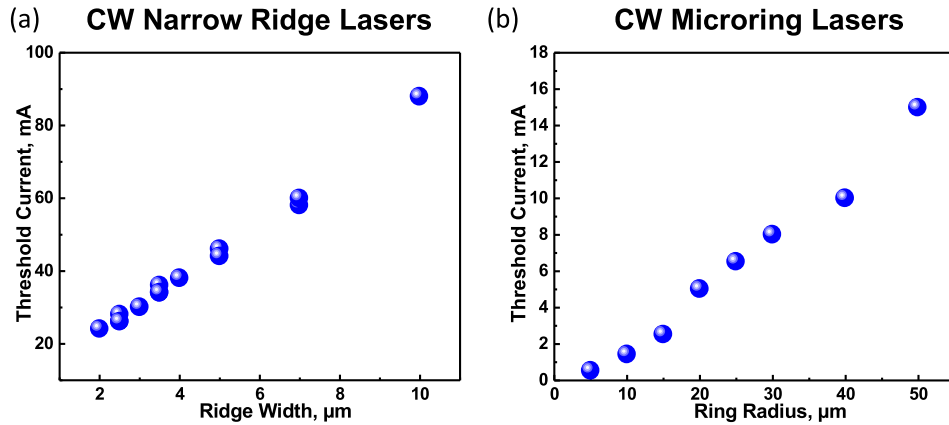 (a) CW Narrow Ridge Lasers
100
80
60
40
20
Threshold Current, mA
2 4 6 8 10
Ridge Width, µm
(b) CW Microring Lasers
18
16
14
12
10
8
6
4
2
0
Threshold Current, mA
0 10 20 30 40 50
Ring Radius, µm